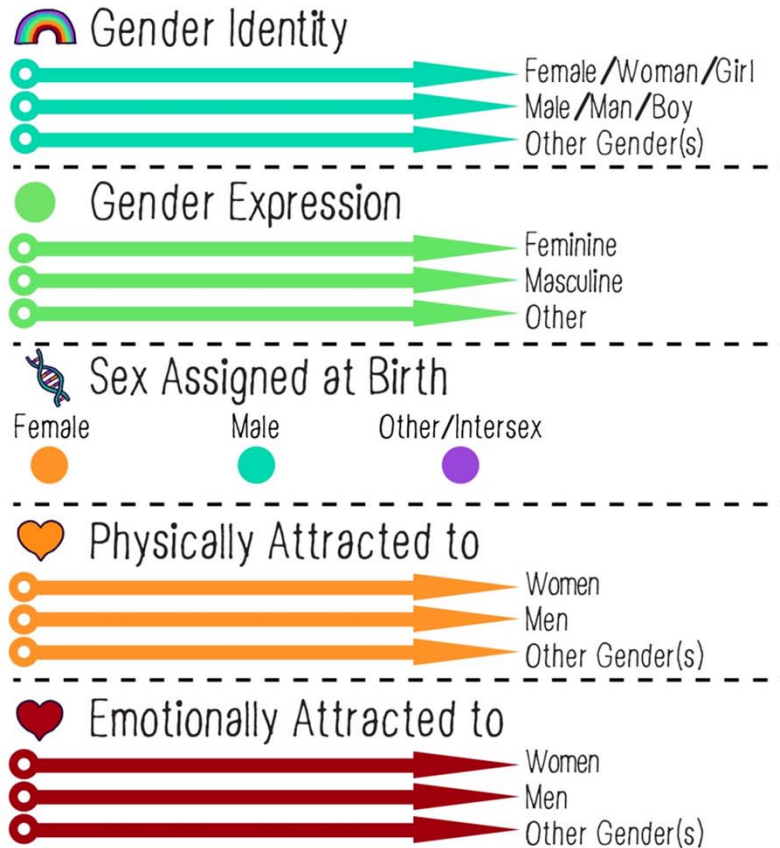 Gender Identity
Female/Woman/Girl
Male/Man/Boy
Other Gender(s)
Gender Expression
Feminine
Masculine
Other
Sex Assigned at Birth
Female Male Other/Intersex
Physically Attracted to
Women
Men
Other Gender(s)
Emotionally Attracted to
Women
Men
Other Gender(s)